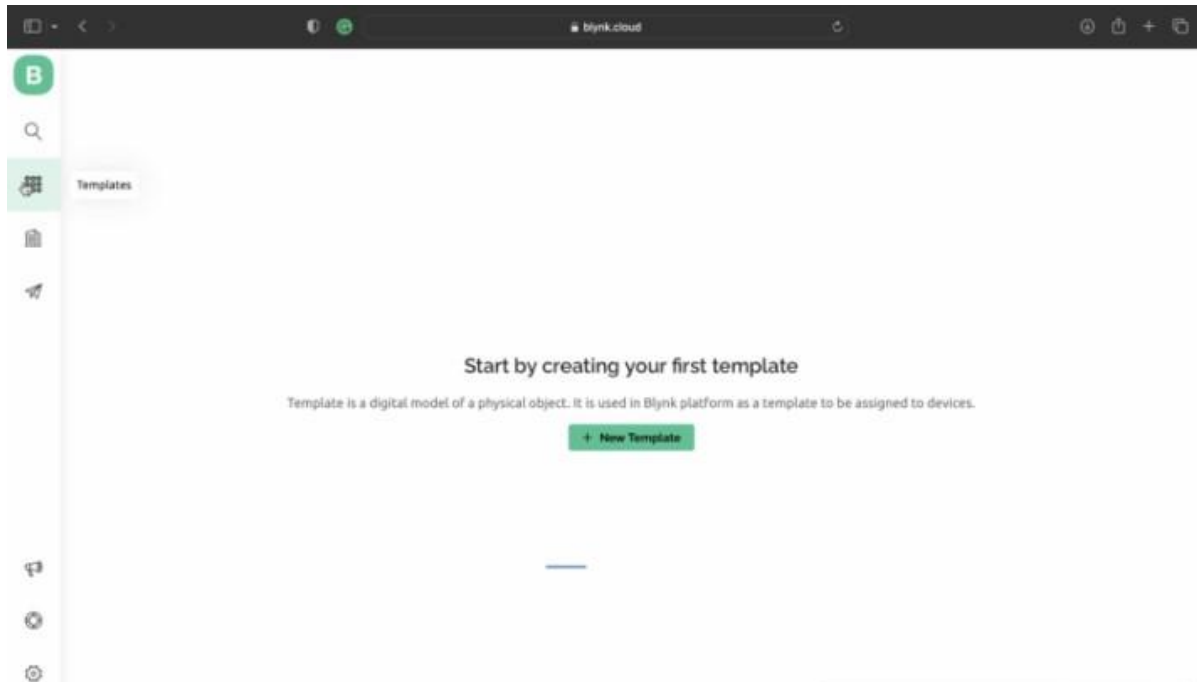 blynk.cloud
B
Templates
Start by creating your first template
Template is a digital model of a physical object. It is used in Blynk platform as a template to be assigned to devices.
+ New Template